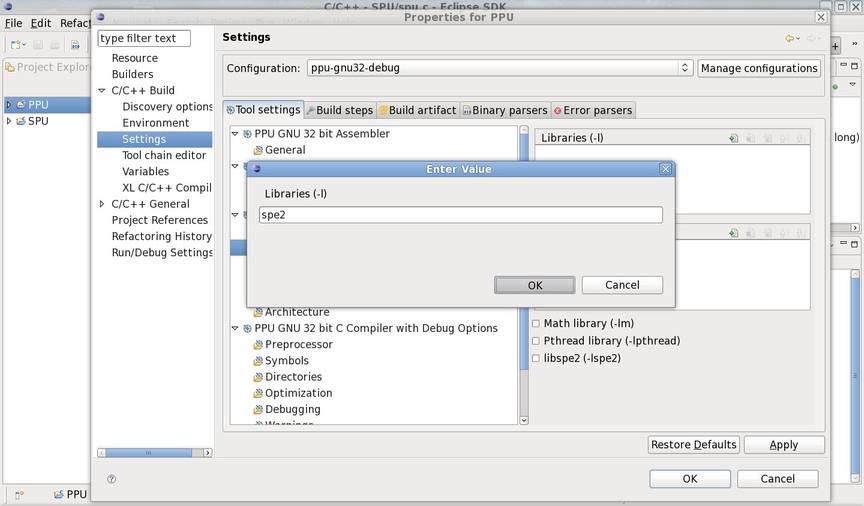 C/C++ - SPU/spu.c - Eclipse SDK
Properties for PPU
File Edit Refac
type filter text
Settings
Project Explor
Resource
Builders
C/C++ Build
Discovery options
Environment
Settings
Tool chain editor
Variables
XL C/C++ Compil
C/C++ General
Project References
Refactoring History
Run/Debug Settings
PPU
SPU
Configuration: ppu-gnu32-debug Manage configurations
Tool settings Build steps Build artifact Binary parsers Error parsers
PPU GNU 32 bit Assembler
General
Libraries (-l)
long)
Enter Value
Libraries (-l)
spe2
OK Cancel
Architecture
PPU GNU 32 bit C Compiler with Debug Options
Preprocessor
Symbols
Directories
Optimization
Debugging
Math library (-lm)
Pthread library (-lpthread)
libspe2 (-lspe2)
Restore Defaults Apply
OK Cancel
PPU